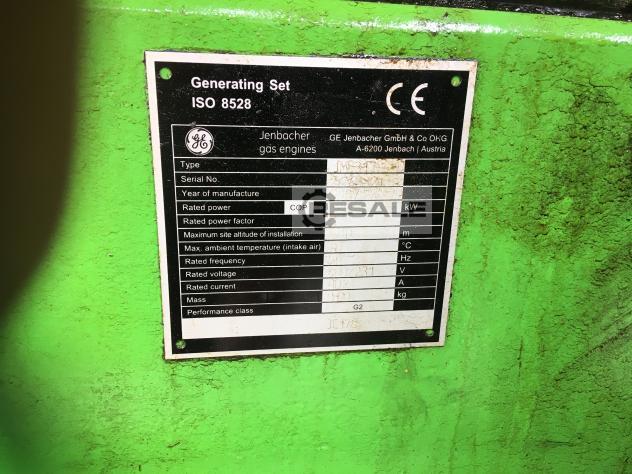 Generating Set
ISO 8528
CE
GE
Jenbacher
gas engines
GE Jenbacher GmbH & Co OHG
A-6200 Jenbach | Austria
Type
Serial No.
Year of manufacture
Rated power COP kW
Rated power factor
Maximum site altitude of installation m
Max. ambient temperature (intake air) °C
Rated frequency Hz
Rated voltage V
Rated current A
Mass kg
Performance class G2
RESALE